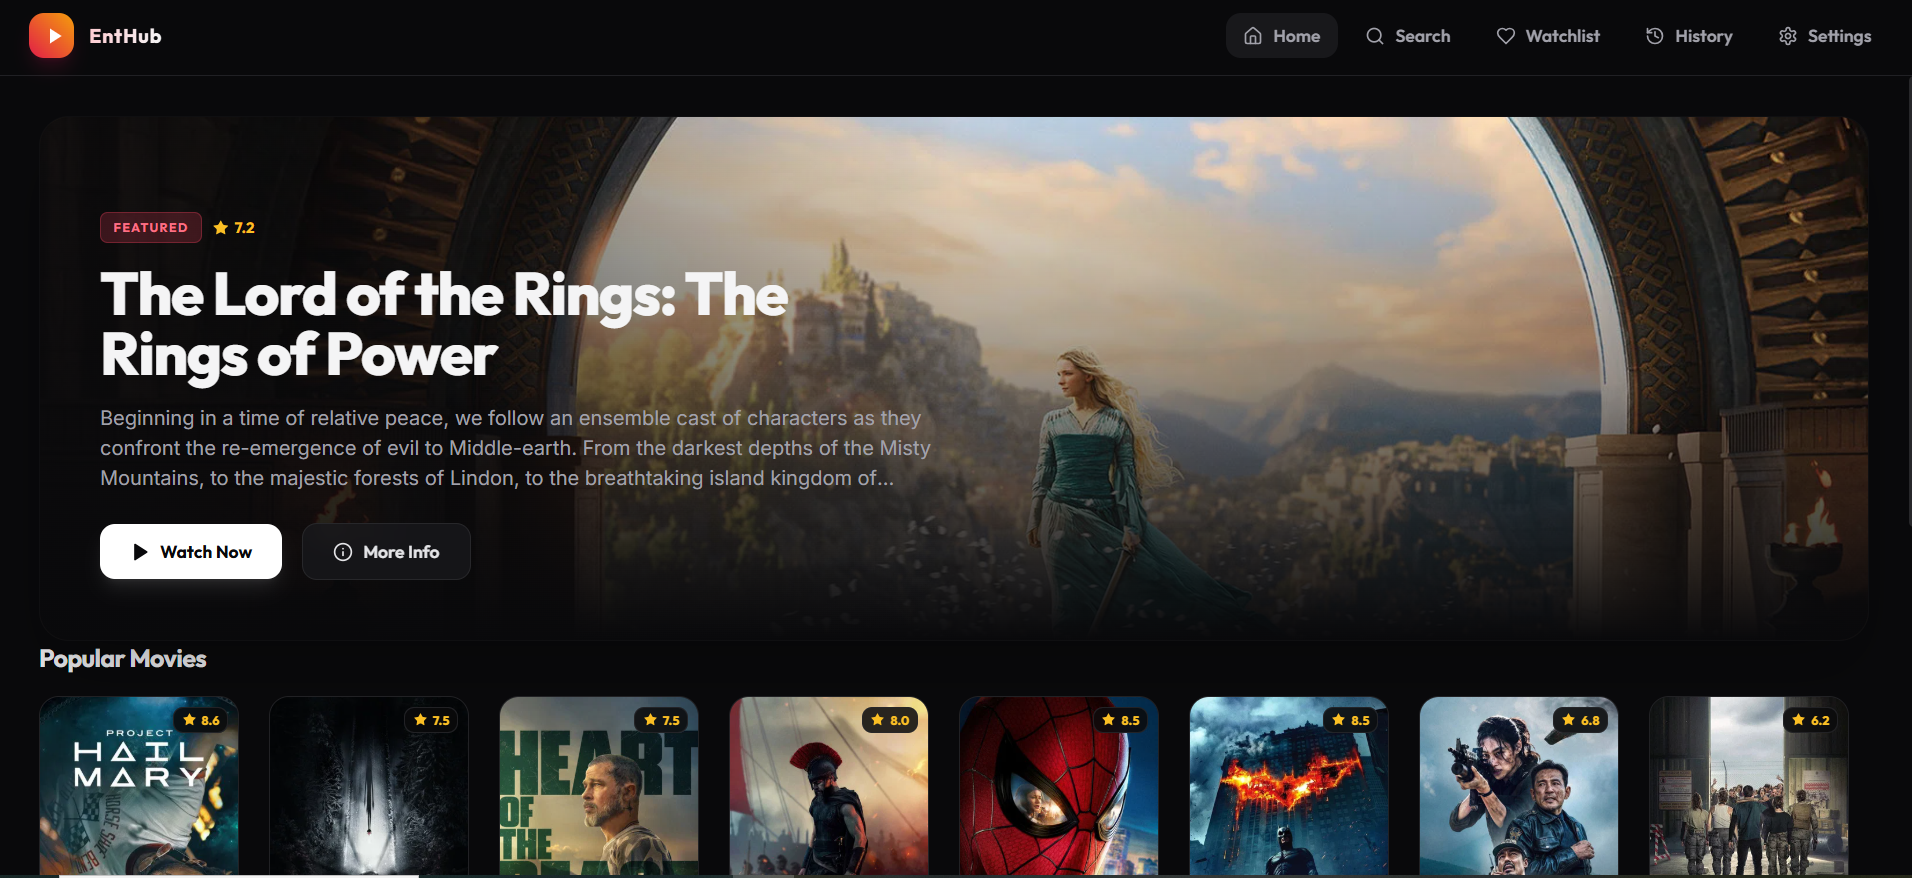 EntHub
Home
Search
Watchlist
History
Settings
FEATURED
7.2
The Lord of the Rings: The
Rings of Power
Beginning in a time of relative peace, we follow an ensemble cast of characters as they
confront the re-emergence of evil to Middle-earth. From the darkest depths of the Misty
Mountains, to the majestic forests of Lindon, to the breathtaking island kingdom of...
Watch Now
More Info
Popular Movies
8.6
PROJECT
HAIL
MARY
7.5
7.5
HEART
OF
THE
8.0
8.5
8.5
6.8
6.2